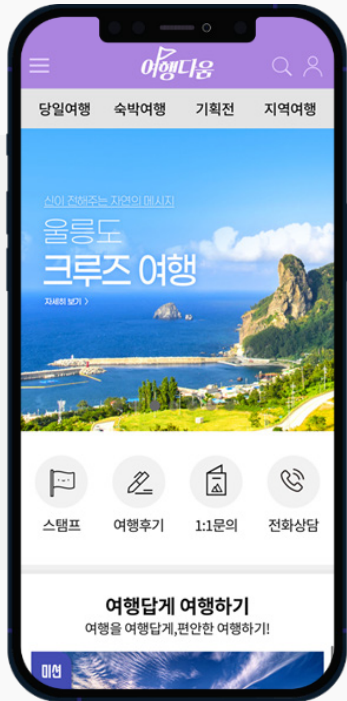 여행다움
당일여행 숙박여행 기획전 지역여행
신이 전해주는 자연의 메시지
울릉도
크루즈 여행
자세히 보기 >
스탬프 여행후기 1:1문의 전화상담
여행답게 여행하기
여행을 여행답게,편안한 여행하기!
미션